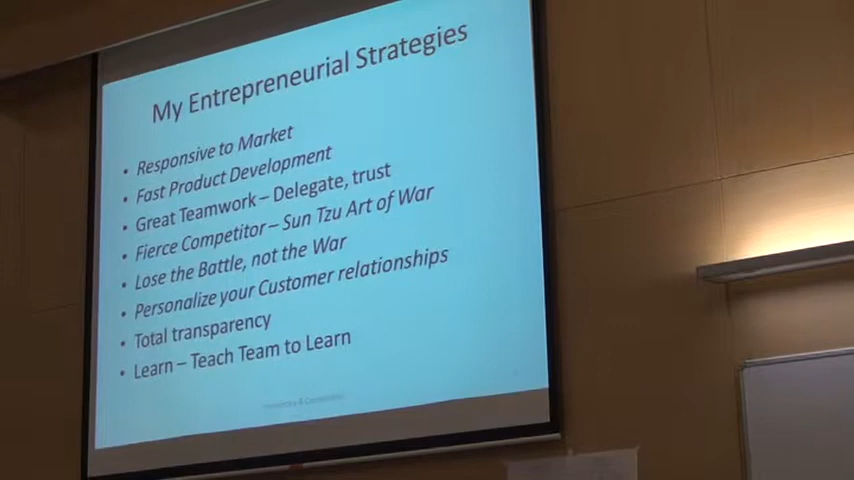 My Entrepreneurial Strategies
• Responsive to Market
• Fast Product Development
• Great Teamwork – Delegate, trust
• Fierce Competitor – Sun Tzu Art of War
• Lose the Battle, not the War
• Personalize your Customer relationships
• Total transparency
• Learn – Teach Team to Learn